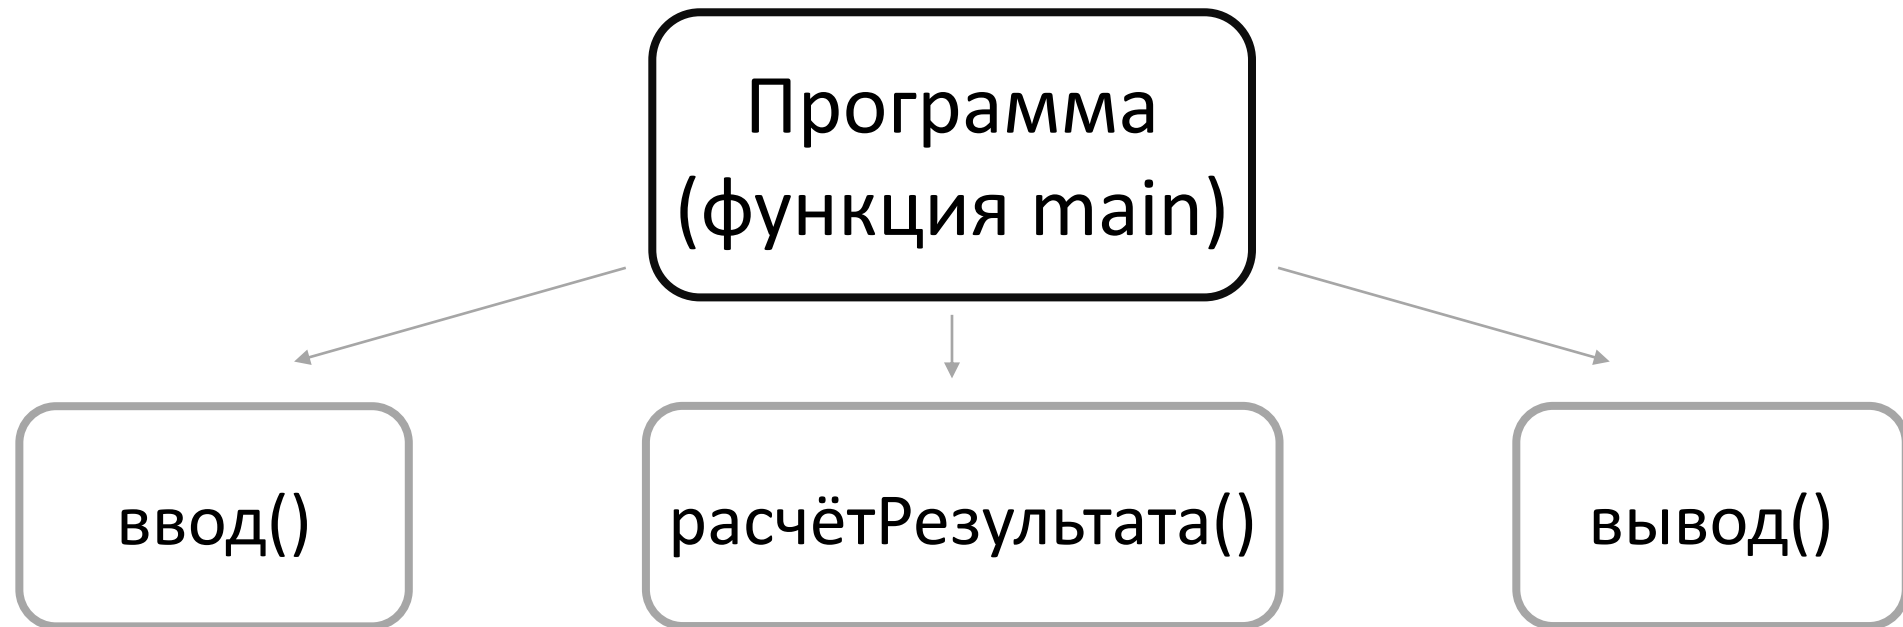 Программа
(функция main)
ввод()
расчётРезультата()
вывод()